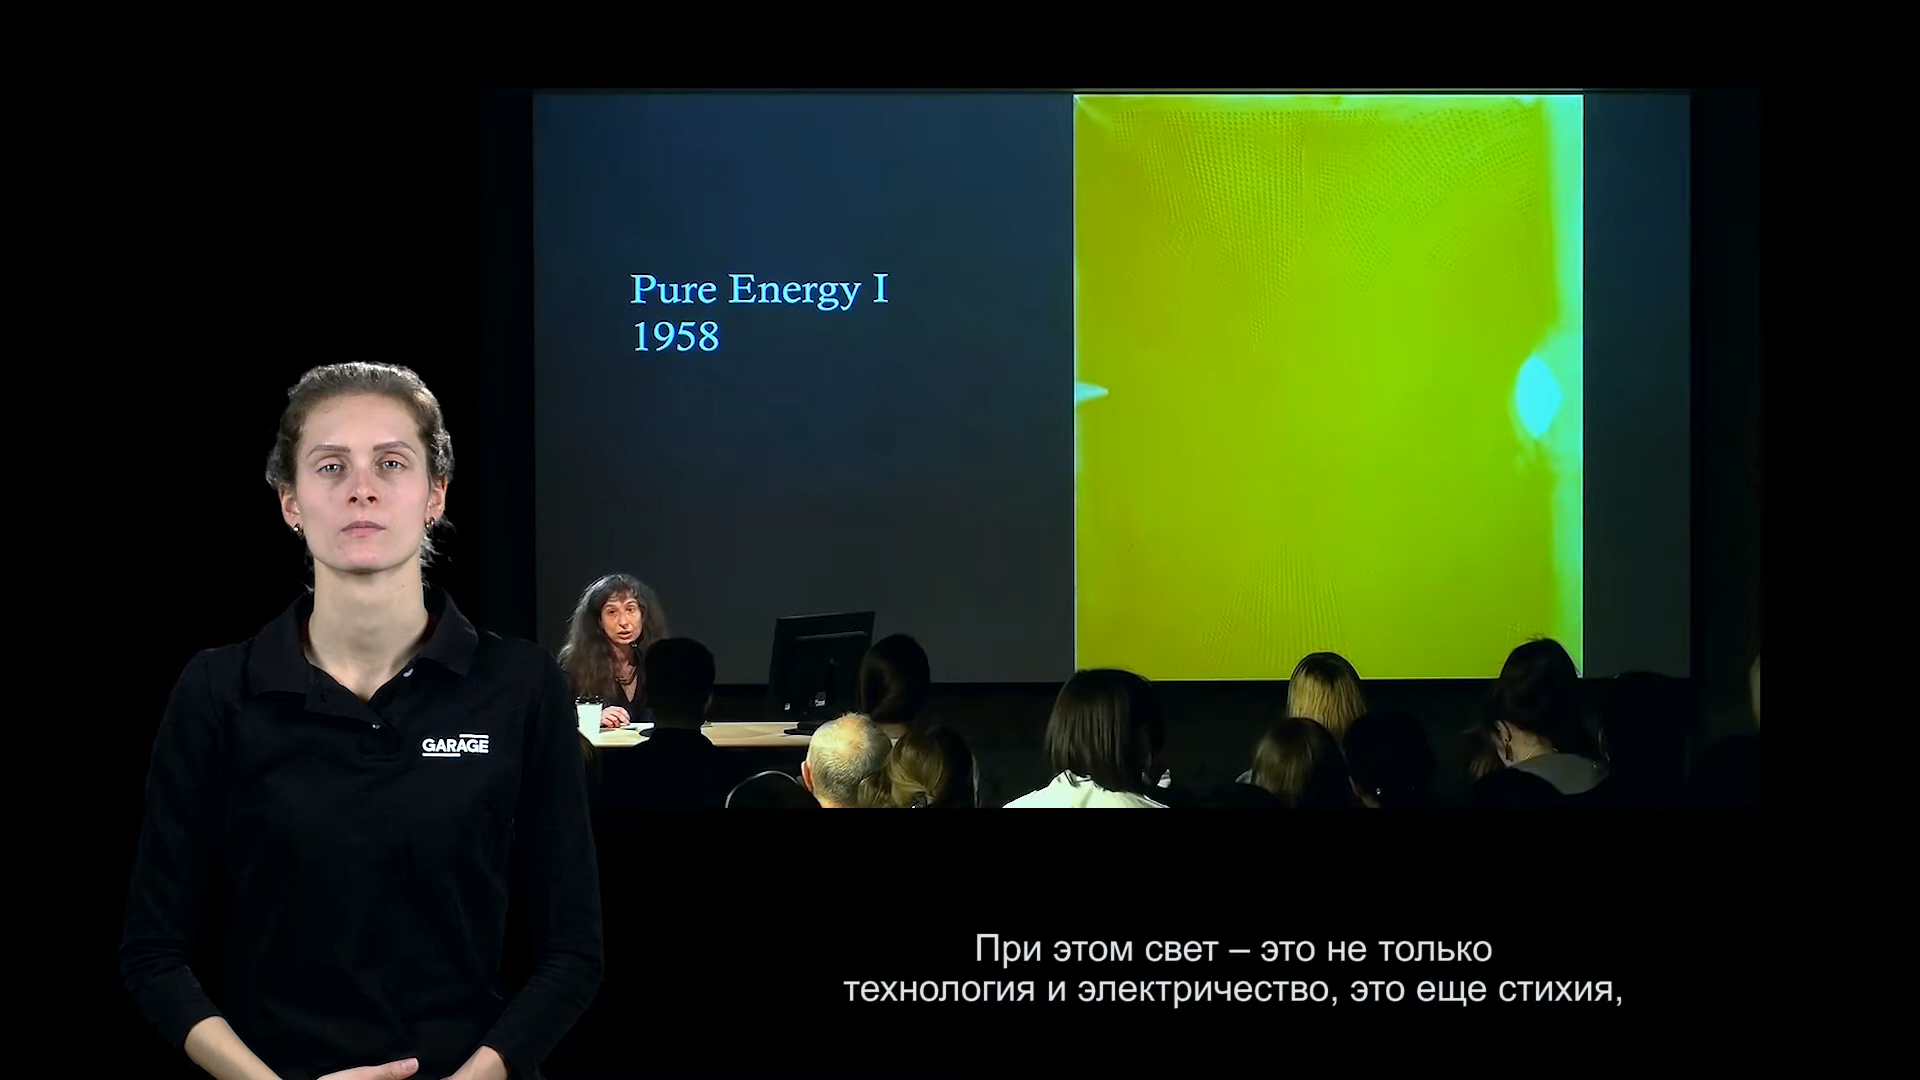 Pure Energy I
1958
GARAGE
При этом свет – это не только
технология и электричество, это еще стихия,